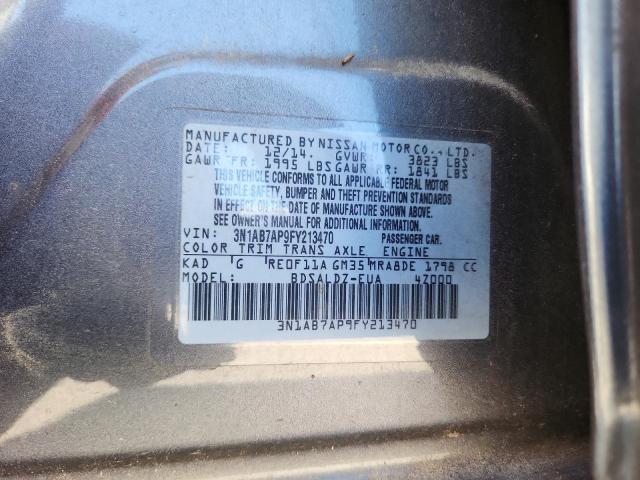 MANUFACTURED BY NISSAN MOTOR CO., LTD.
DATE: 12/14. GVWR: 3823 LBS
GAWR FR: 1995 LBS GAWR RR: 1841 LBS
THIS VEHICLE CONFORMS TO ALL APPLICABLE FEDERAL MOTOR
VEHICLE SAFETY, BUMPER AND THEFT PREVENTION STANDARDS
IN EFFECT ON THE DATE OF MANUFACTURE SHOWN ABOVE.
SEE OWNER'S MANUAL FOR ADDITIONAL INFORMATION.
VIN: 3N1AB7AP9FY213470 PASSENGER CAR.
COLOR TRIM TRANS AXLE ENGINE
KAD G RE0F11A GM35 MRA8DE 1798 CC
MODEL: BDSALDZ-EUA 4Z000
3N1AB7AP9FY213470